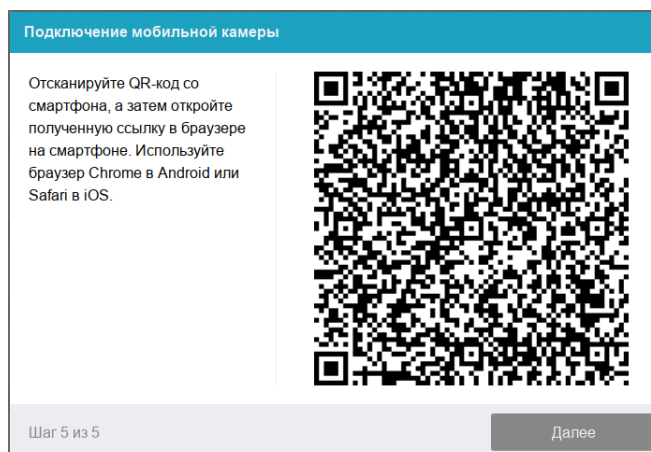 Подключение мобильной камеры
Отсканируйте QR-код со
смартфона, а затем откройте
полученную ссылку в браузере
на смартфоне. Используйте
браузер Chrome в Android или
Safari в iOS.
Шаг 5 из 5
Далее